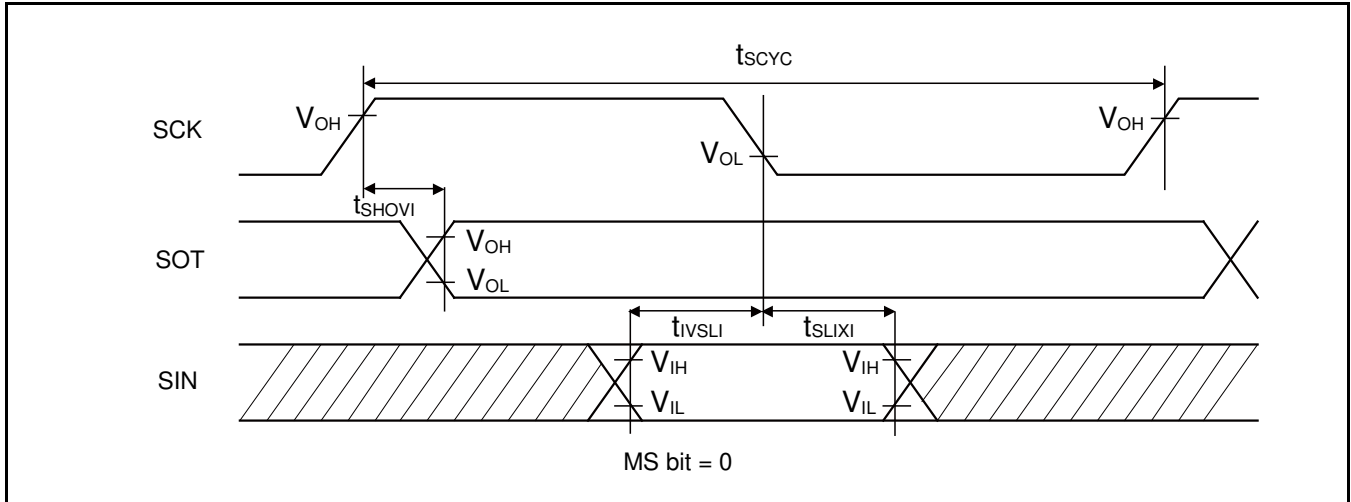 tSCYC
SCK
VOH
VOL
VOH
tSHOVI
SOT
VOH
VOL
tIVSLI
tSLIXI
SIN
VIH
VIH
VIL
VIL
MS bit = 0